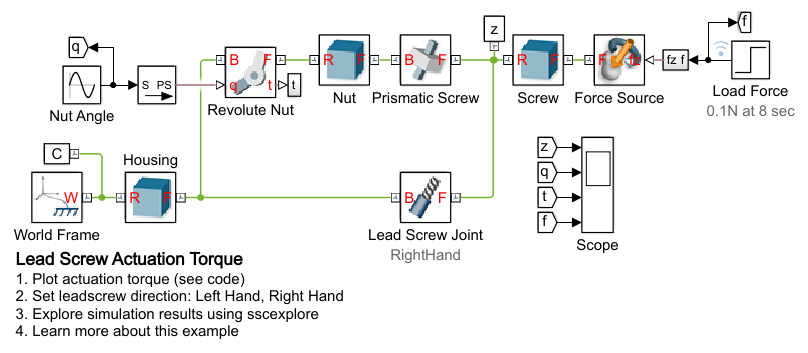 z
f
q
S PS
B F
q t
t
R F
B F
R F
F fz
fz f
Nut Angle
Revolute Nut
Nut
Prismatic Screw
Screw
Force Source
Load Force
0.1N at 8 sec
C
Housing
W
R F
B F
World Frame
Lead Screw Joint
RightHand
z
q
t
f
Scope
Lead Screw Actuation Torque
1. Plot actuation torque (see code)
2. Set leadscrew direction: Left Hand, Right Hand
3. Explore simulation results using sscexplore
4. Learn more about this example